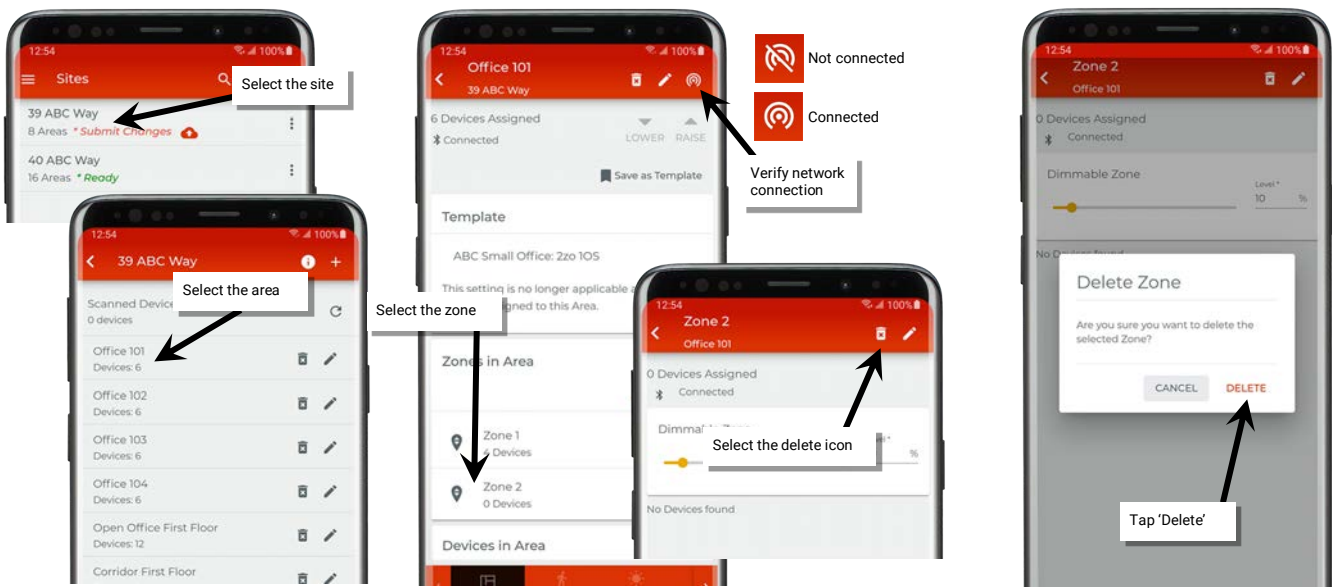 12:54
100%
Sites
Select the site
39 ABC Way
8 Areas * Submit Changes
40 ABC Way
16 Areas * Ready
12:54
100%
39 ABC Way
Select the area
Scanned Device
0 devices
Office 101
Devices: 6
Office 102
Devices: 6
Office 103
Devices: 6
Office 104
Devices: 6
Open Office First Floor
Devices: 12
Corridor First Floor
12:54
100%
Office 101
39 ABC Way
6 Devices Assigned
Connected
LOWER RAISE
Save as Template
Template
ABC Small Office: 2zo 1OS
This setting is no longer applicable
gned to this Area.
Select the zone
Zones in Area
Zone 1
4 Devices
Zone 2
0 Devices
Devices in Area
Not connected
Connected
Verify network
connection
12:54
100%
Zone 2
Office 101
0 Devices Assigned
Connected
Select the delete icon
%
No Devices found
12:54
100%
Zone 2
Office 101
0 Devices Assigned
Connected
Dimmable Zone
Level *
10 %
Delete Zone
Are you sure you want to delete the
selected Zone?
CANCEL DELETE
Tap ‘Delete’